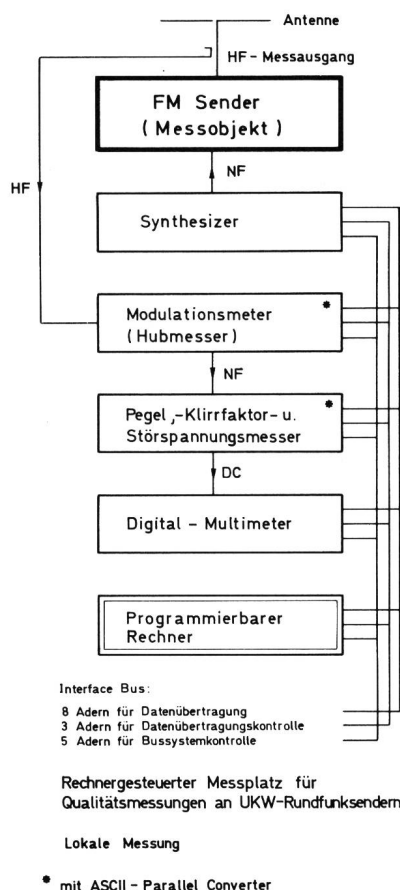 Antenne
HF - Messausgang
FM Sender
( Messobjekt )
NF
HF
Synthesizer
Modulationsmeter *
( Hubmesser )
NF
Pegel,-Klirrfaktor- u. *
Störspannungsmesser
DC
Digital - Multimeter
Programmierbarer
Rechner
Interface Bus:
8 Adern für Datenübertragung
3 Adern für Datenübertragungskontrolle
5 Adern für Bussystemkontrolle
Rechnergesteuerter Messplatz für
Qualitätsmessungen an UKW-Rundfunksendern
Lokale Messung
* mit ASCII - Parallel Converter